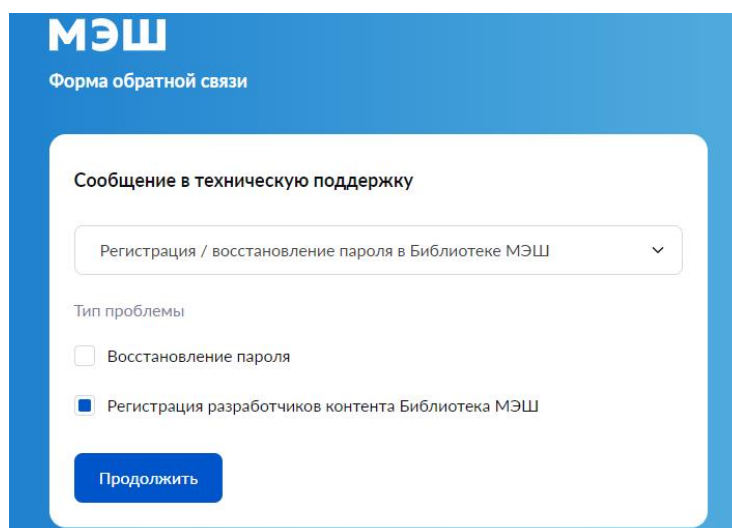 МЭШ
Форма обратной связи
Сообщение в техническую поддержку
Регистрация / восстановление пароля в Библиотеке МЭШ
Тип проблемы
Восстановление пароля
Регистрация разработчиков контента Библиотека МЭШ
Продолжить